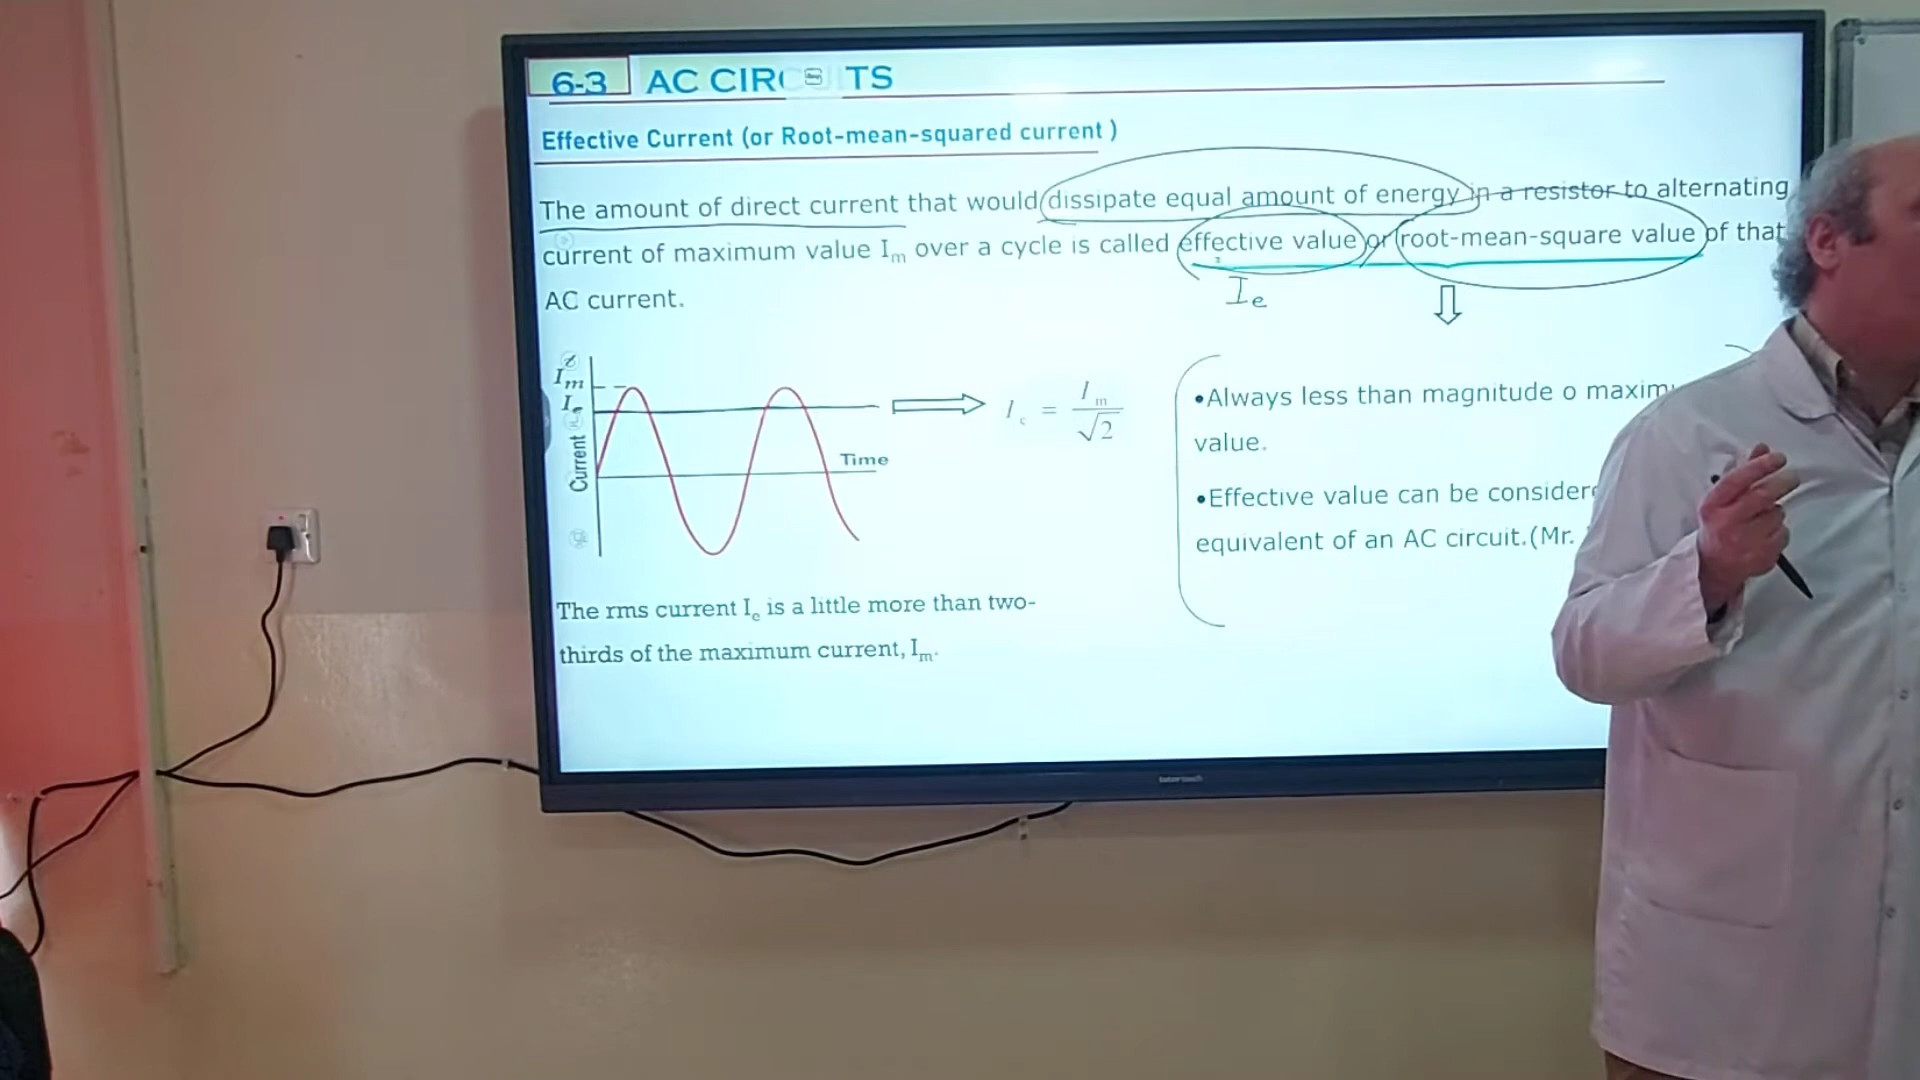 6-3 AC CIRCUITS
Effective Current (or Root-mean-squared current )
The amount of direct current that would dissipate equal amount of energy in a resistor to alternating
current of maximum value Im over a cycle is called effective value or root-mean-square value of that
AC current.
Ie
Im
Ie
Current
Time
Ie = Im / √2
•Always less than magnitude o maxim
value.
•Effective value can be consider
equivalent of an AC circuit.(Mr.
The rms current Ie is a little more than two-
thirds of the maximum current, Im.